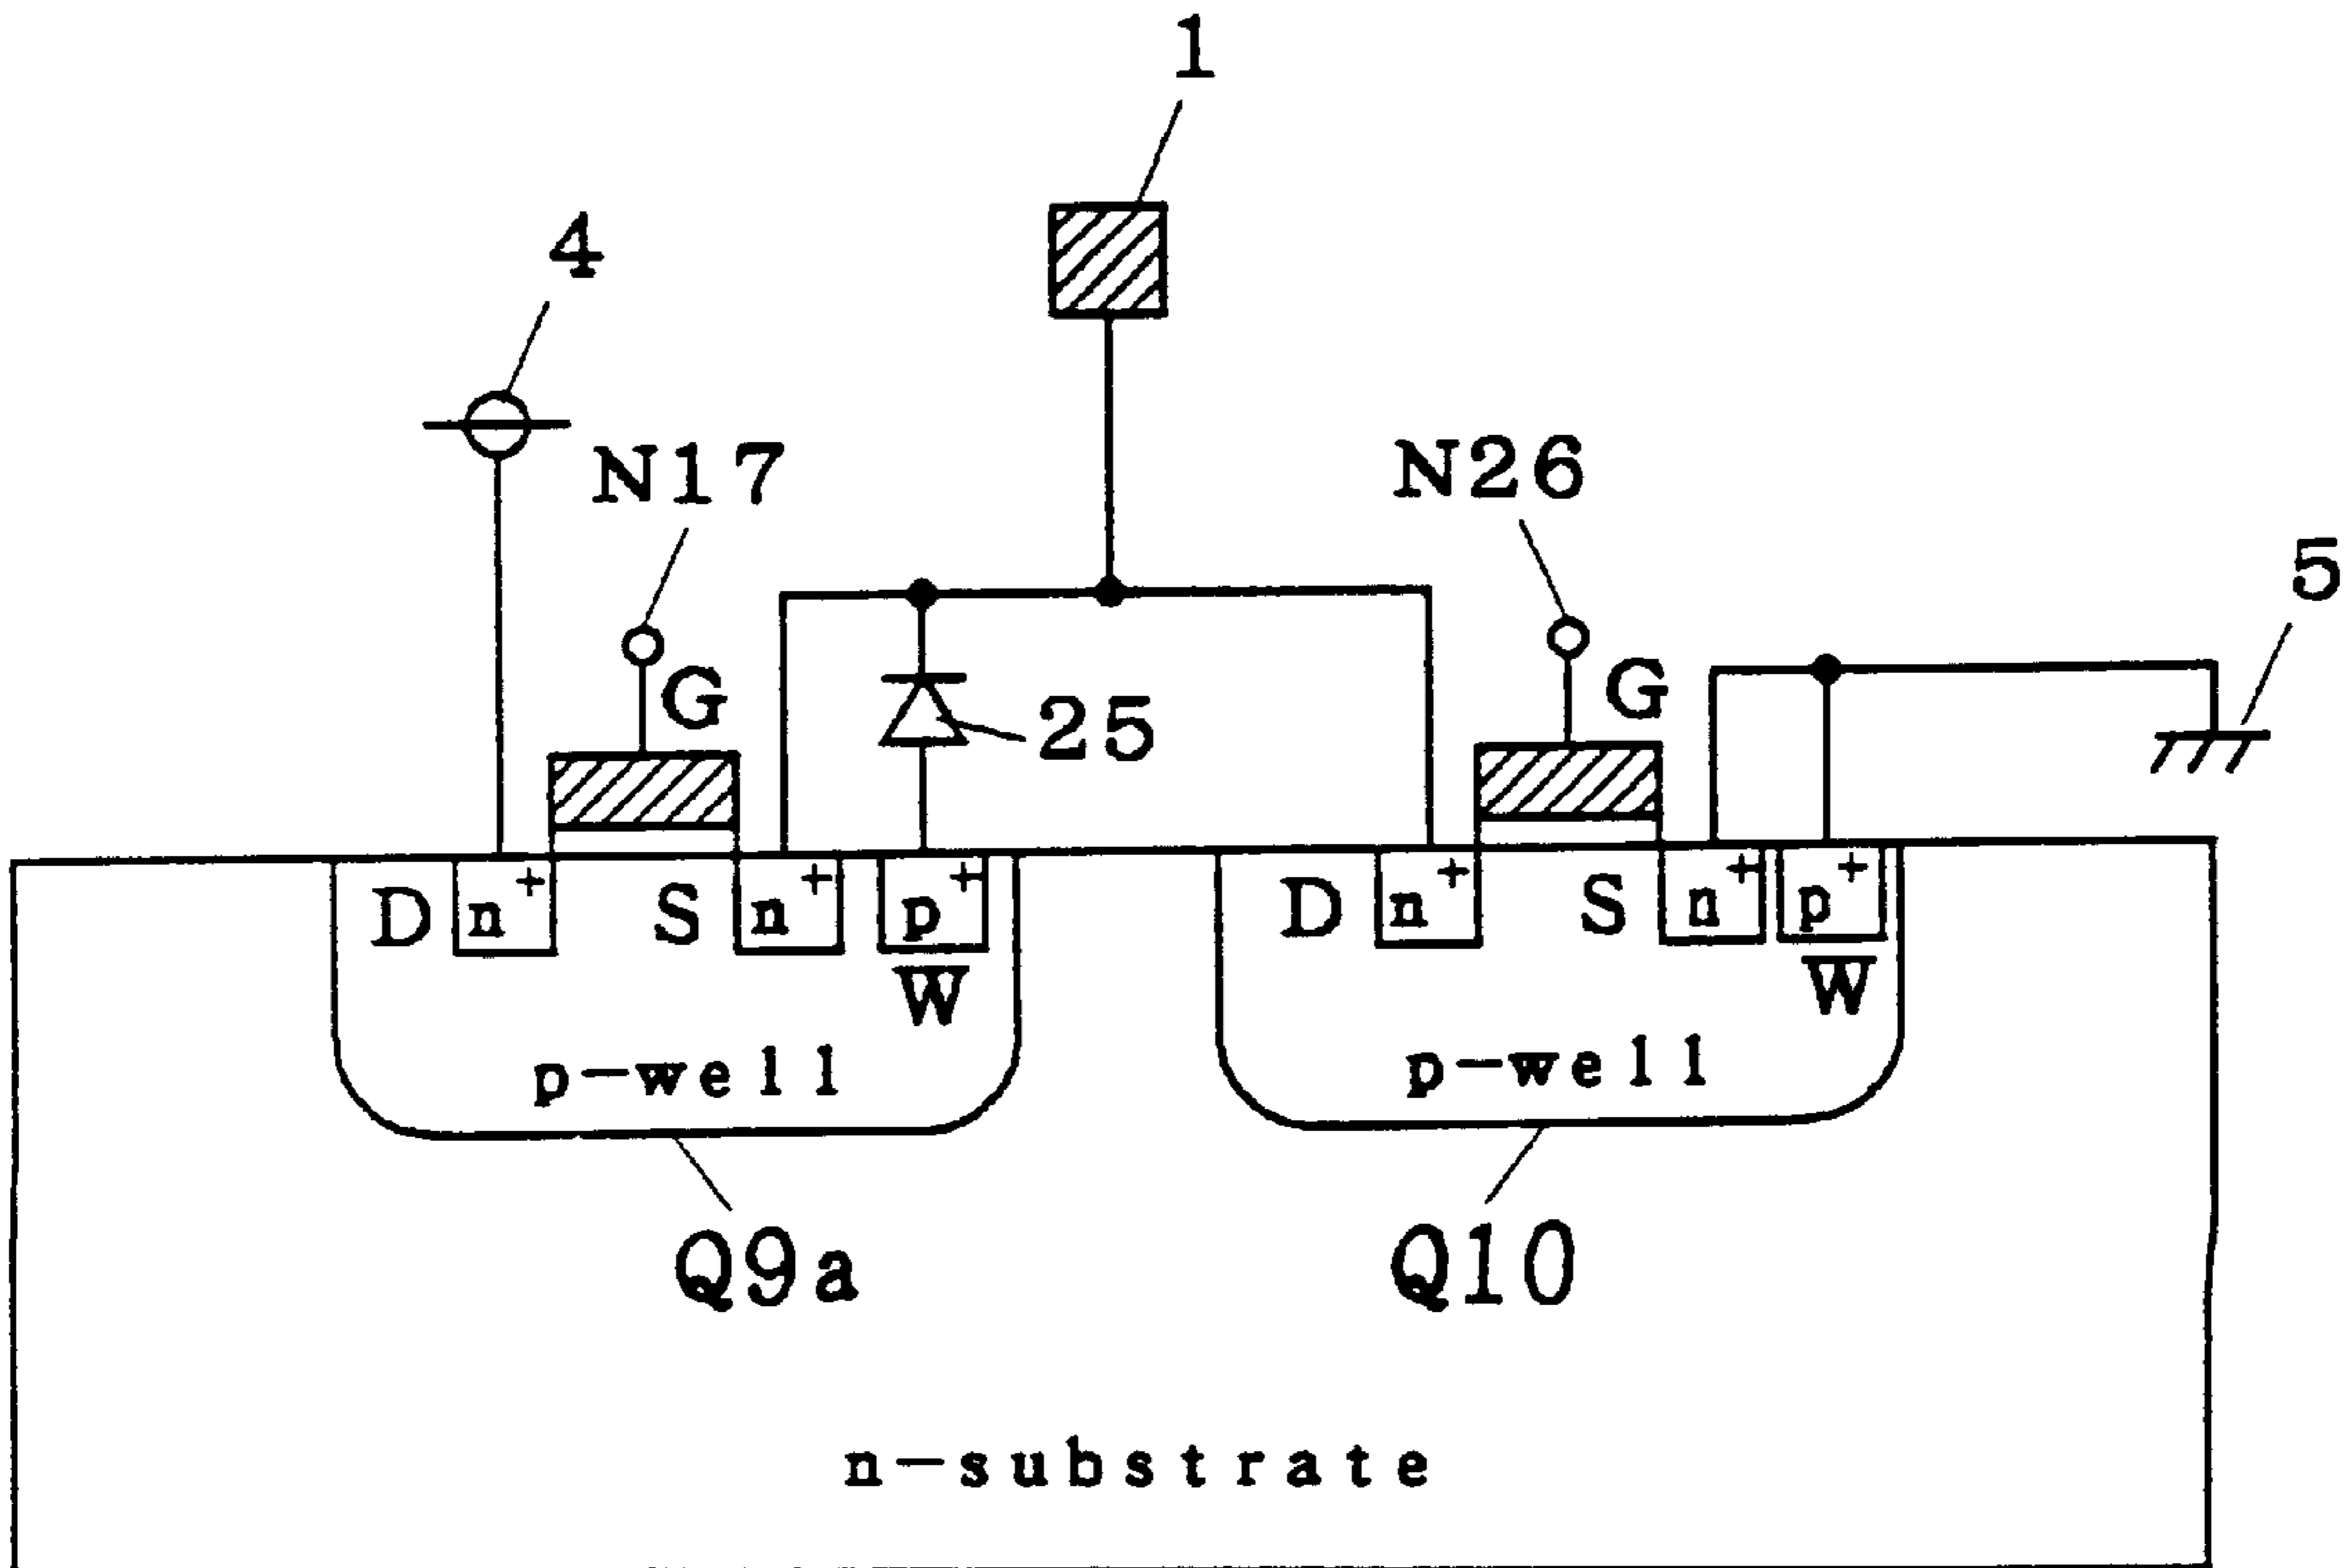 1
4
N17
N26
5
G
G
25
D n+ S n+ p+
D n+ S n+ p+
W
W
p-well
p-well
Q9a
Q10
n-substrate